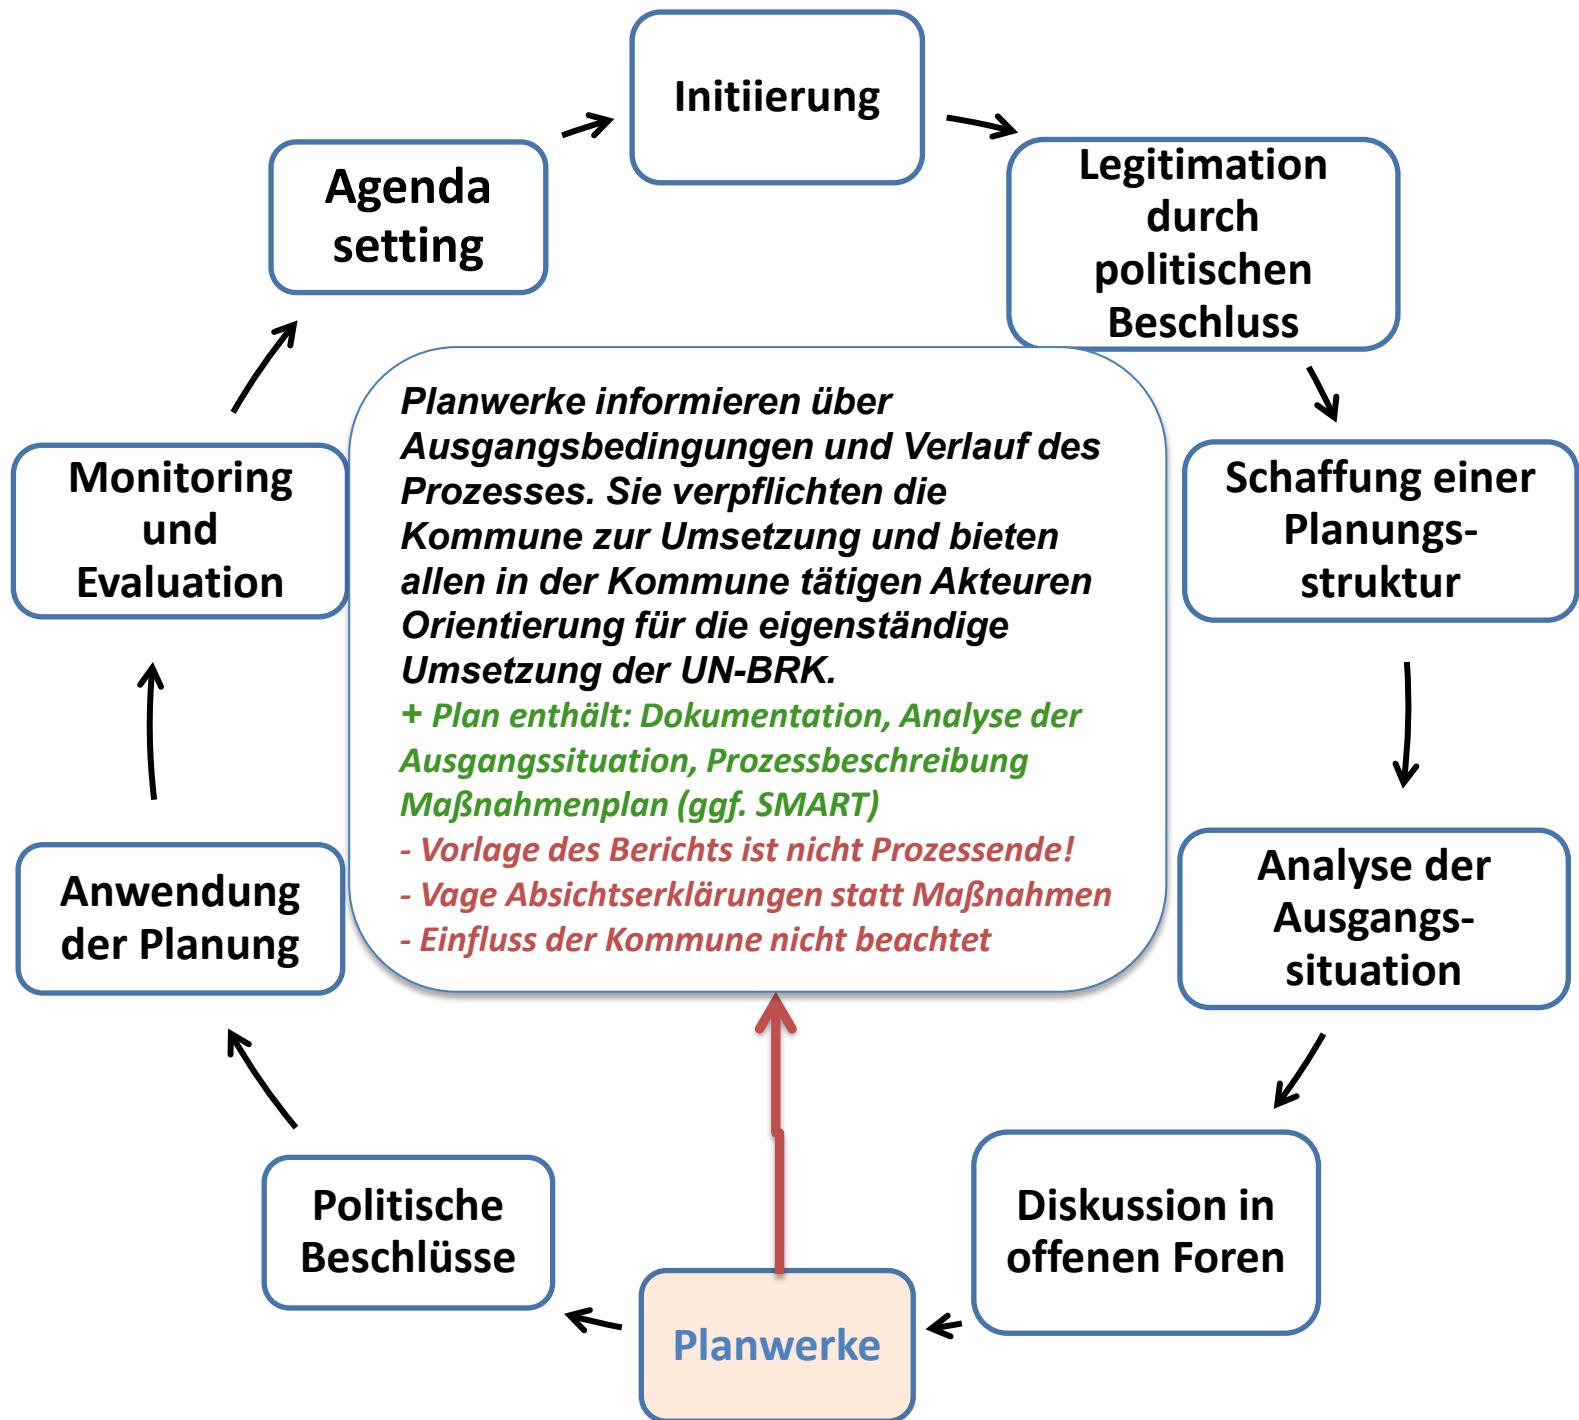 Initiierung
Agenda
setting
Legitimation
durch
politischen
Beschluss
Planwerke informieren über
Ausgangsbedingungen und Verlauf des
Prozesses. Sie verpflichten die
Kommune zur Umsetzung und bieten
allen in der Kommune tätigen Akteuren
Orientierung für die eigenständige
Umsetzung der UN-BRK.
+ Plan enthält: Dokumentation, Analyse der
Ausgangssituation, Prozessbeschreibung
Maßnahmenplan (ggf. SMART)
- Vorlage des Berichts ist nicht Prozessende!
- Vage Absichtserklärungen statt Maßnahmen
- Einfluss der Kommune nicht beachtet
Monitoring
und
Evaluation
Schaffung einer
Planungs-
struktur
Anwendung
der Planung
Analyse der
Ausgangs-
situation
Politische
Beschlüsse
Diskussion in
offenen Foren
Planwerke